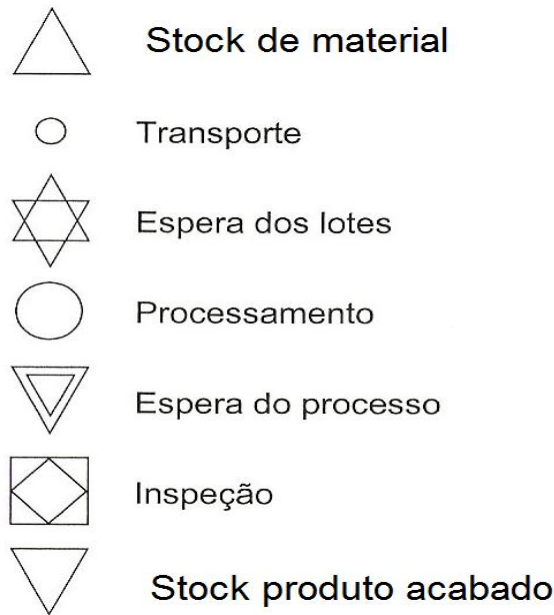 Stock de material
Transporte
Espera dos lotes
Processamento
Espera do processo
Inspeção
Stock produto acabado